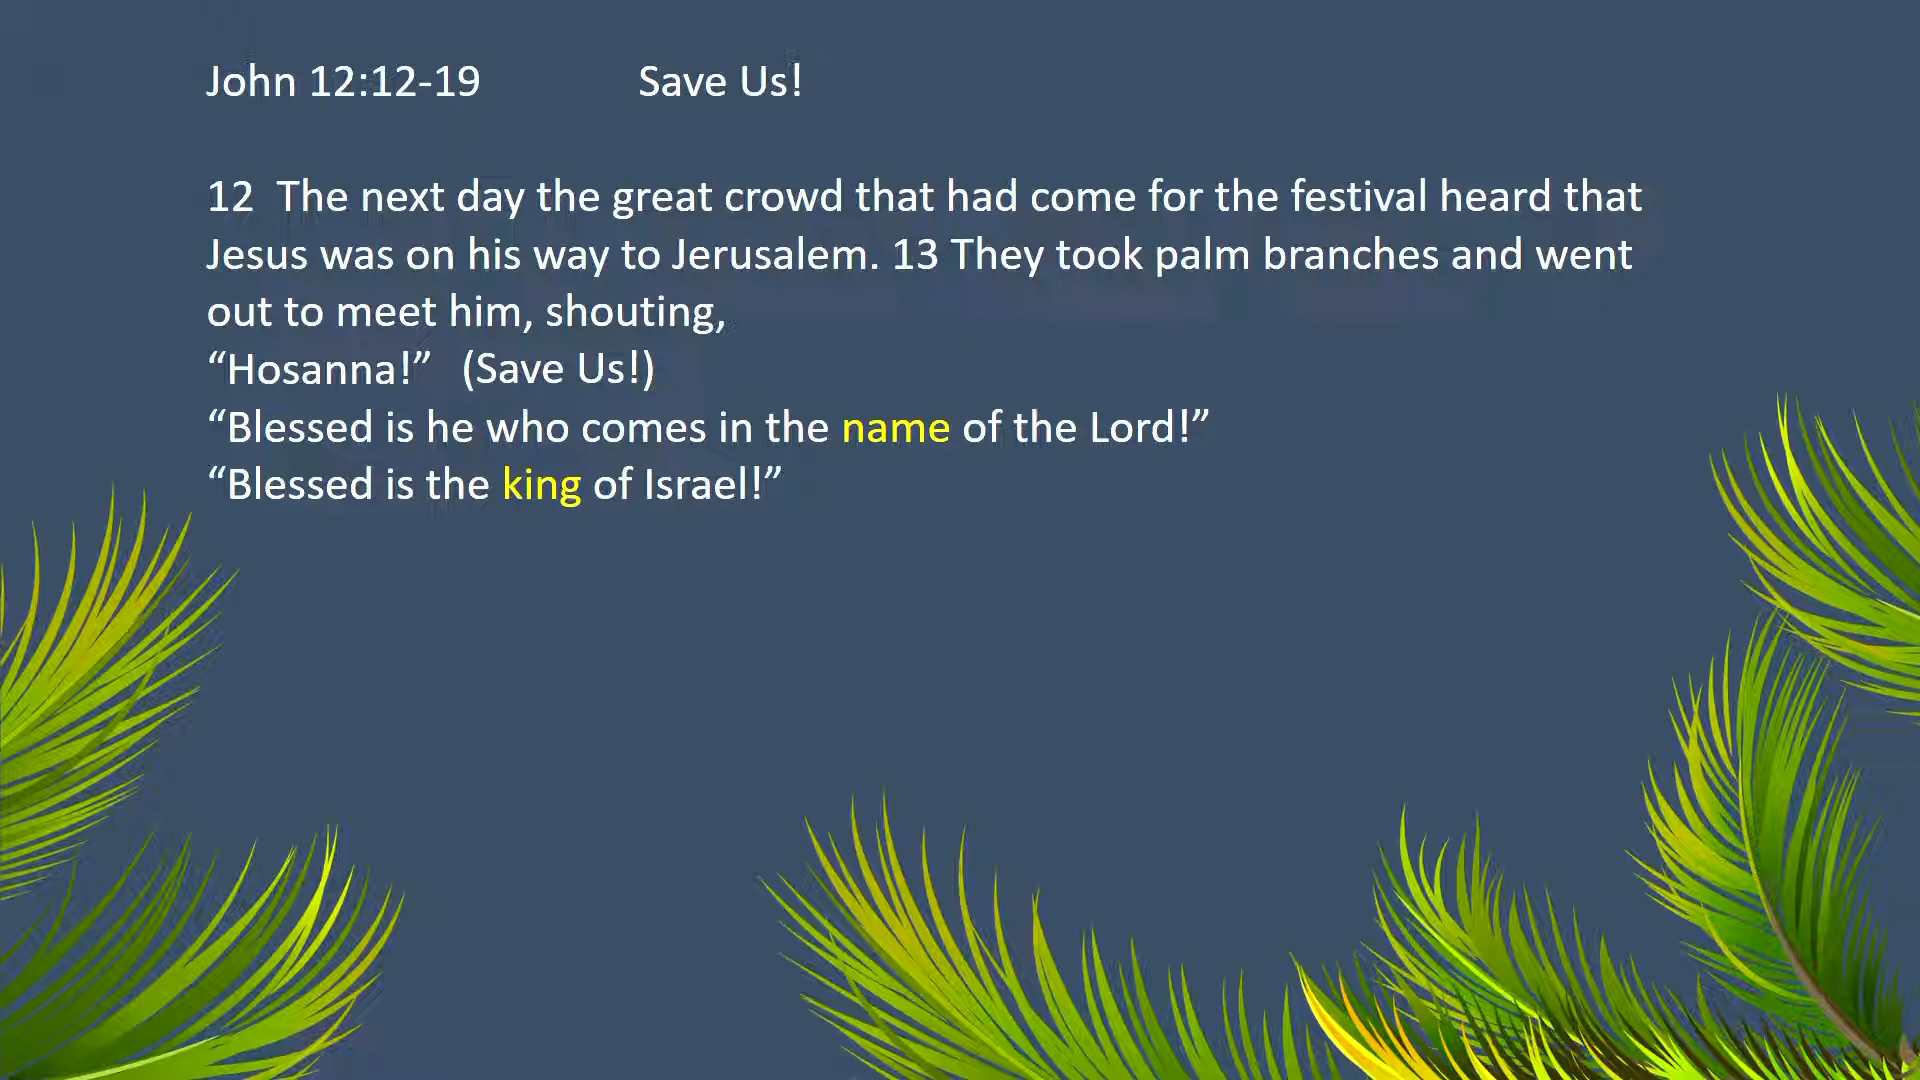 John 12:12-19 Save Us!
12 The next day the great crowd that had come for the festival heard that
Jesus was on his way to Jerusalem. 13 They took palm branches and went
out to meet him, shouting,
“Hosanna!” (Save Us!)
“Blessed is he who comes in the name of the Lord!”
“Blessed is the king of Israel!”